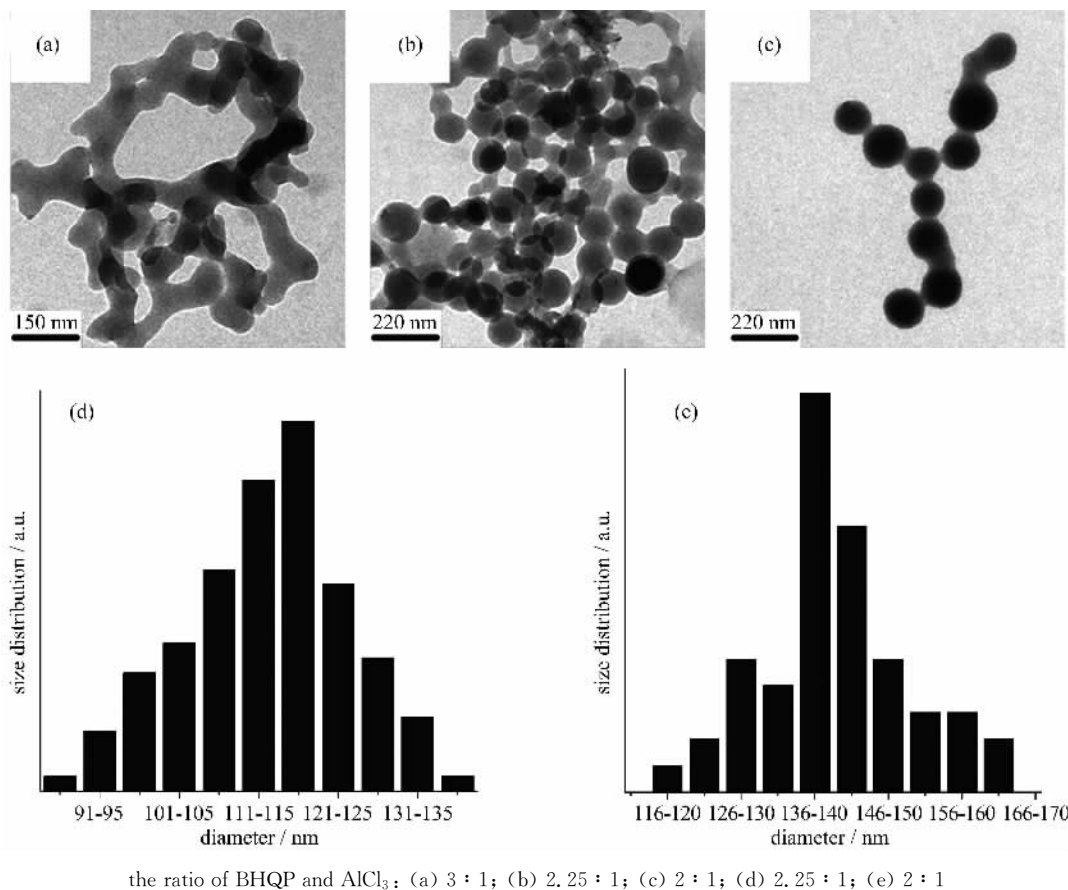 (a)
(b)
(c)
150 nm
220 nm
220 nm
(d)
size distribution / a.u.
91-95 101-105 111-115 121-125 131-135
diameter / nm
(e)
size distribution / a.u.
116-120 126-130 136-140 146-150 156-160 166-170
diameter / nm
the ratio of BHQP and AlCl₃: (a) 3∶1; (b) 2.25∶1; (c) 2∶1; (d) 2.25∶1; (e) 2∶1